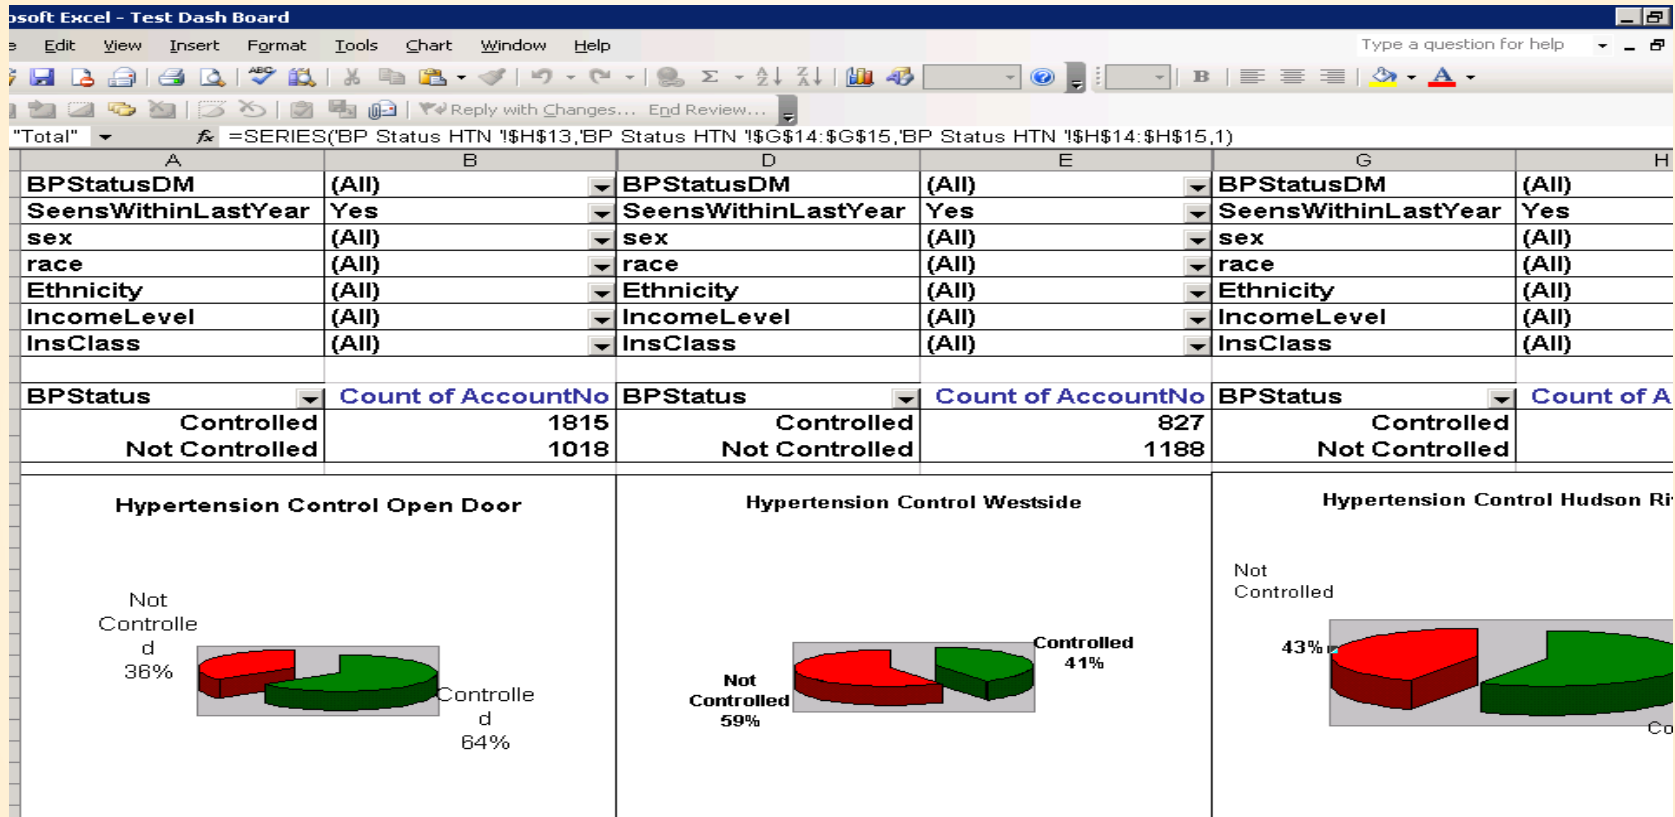 osoft Excel - Test Dash Board
e Edit View Insert Format Tools Chart Window Help Type a question for help
Reply with Changes... End Review...
"Total" fx =SERIES('BP Status HTN '!$H$13,'BP Status HTN '!$G$14:$G$15,'BP Status HTN '!$H$14:$H$15,1)
A B D E G H
BPStatusDM (All) BPStatusDM (All) BPStatusDM (All)
SeensWithinLastYear Yes SeensWithinLastYear Yes SeensWithinLastYear Yes
sex (All) sex (All) sex (All)
race (All) race (All) race (All)
Ethnicity (All) Ethnicity (All) Ethnicity (All)
IncomeLevel (All) IncomeLevel (All) IncomeLevel (All)
InsClass (All) InsClass (All) InsClass (All)
BPStatus Count of AccountNo BPStatus Count of AccountNo BPStatus Count of A
Controlled 1815 Controlled 827 Controlled
Not Controlled 1018 Not Controlled 1188 Not Controlled
Hypertension Control Open Door
Not
Controlle
d
36%
Controlle
d
64%
Hypertension Control Westside
Controlled
41%
Not
Controlled
59%
Hypertension Control Hudson Ri
Not
Controlled
43%
Co